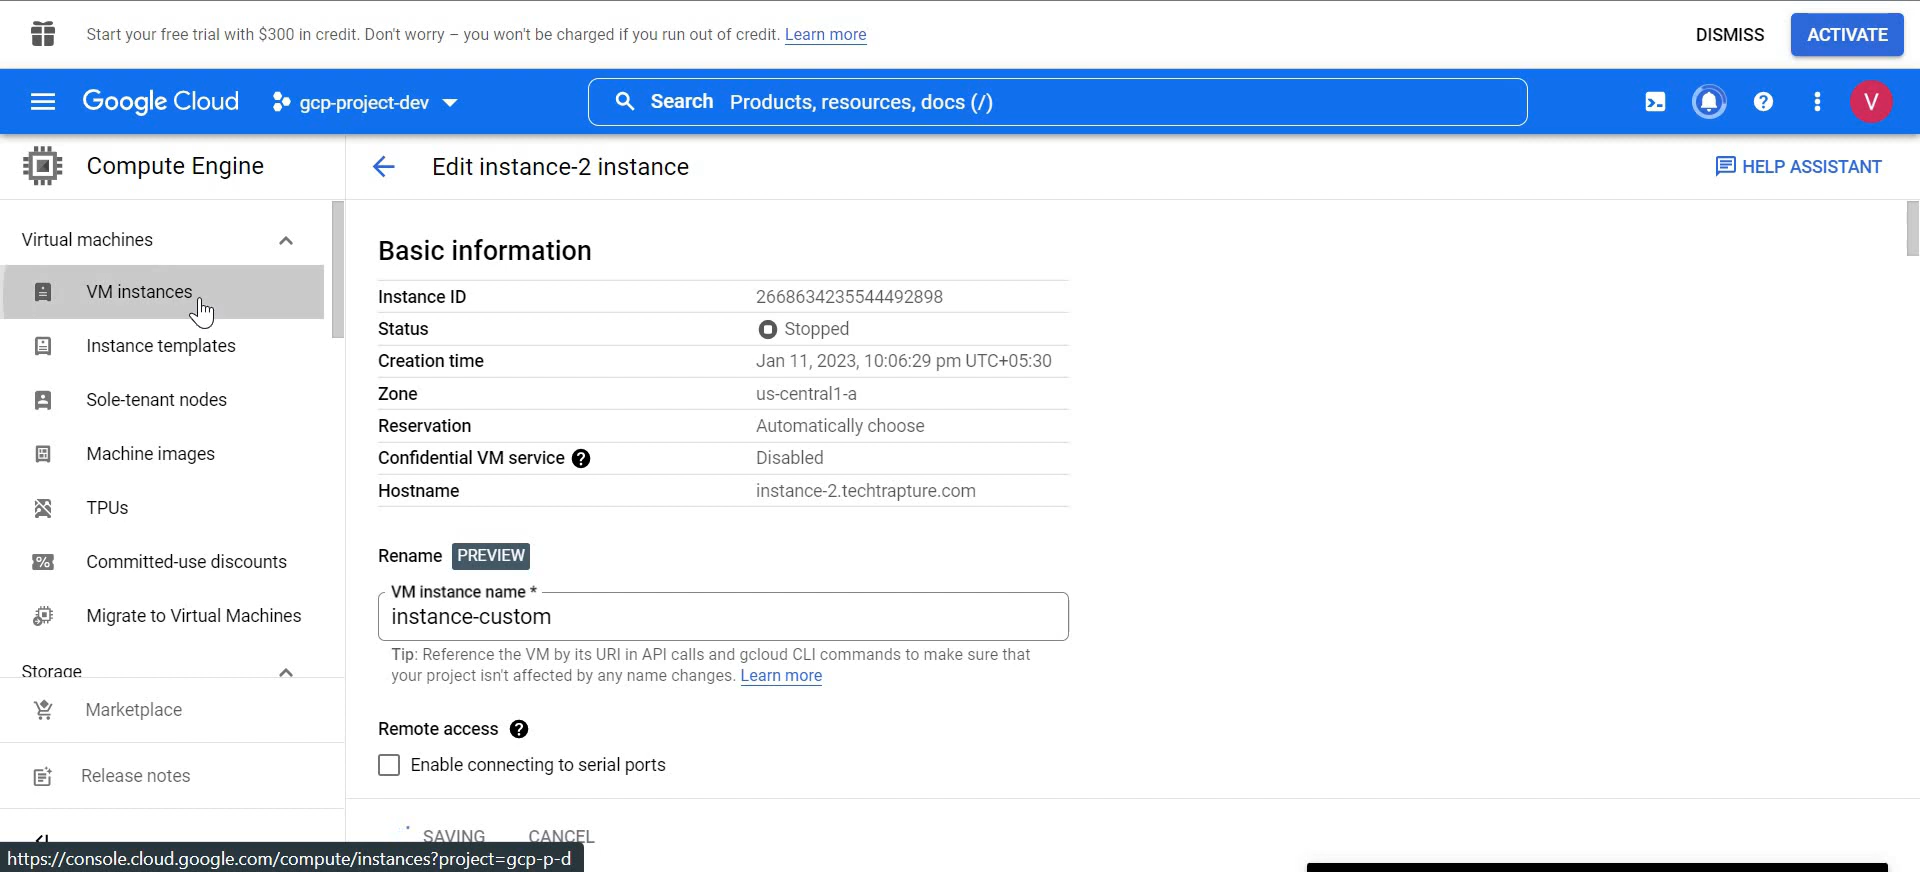 Start your free trial with $300 in credit. Don't worry – you won't be charged if you run out of credit. Learn more
DISMISS
ACTIVATE
Google Cloud
gcp-project-dev
Search Products, resources, docs (/)
V
Compute Engine
Edit instance-2 instance
HELP ASSISTANT
Virtual machines
VM instances
Instance templates
Sole-tenant nodes
Machine images
TPUs
Committed-use discounts
Migrate to Virtual Machines
Storage
Marketplace
Release notes
Basic information
Instance ID 2668634235544492898
Status Stopped
Creation time Jan 11, 2023, 10:06:29 pm UTC+05:30
Zone us-central1-a
Reservation Automatically choose
Confidential VM service Disabled
Hostname instance-2.techtrapture.com
Rename PREVIEW
VM instance name *
instance-custom
Tip: Reference the VM by its URI in API calls and gcloud CLI commands to make sure that
your project isn't affected by any name changes. Learn more
Remote access
Enable connecting to serial ports
SAVING CANCEL
https://console.cloud.google.com/compute/instances?project=gcp-p-d